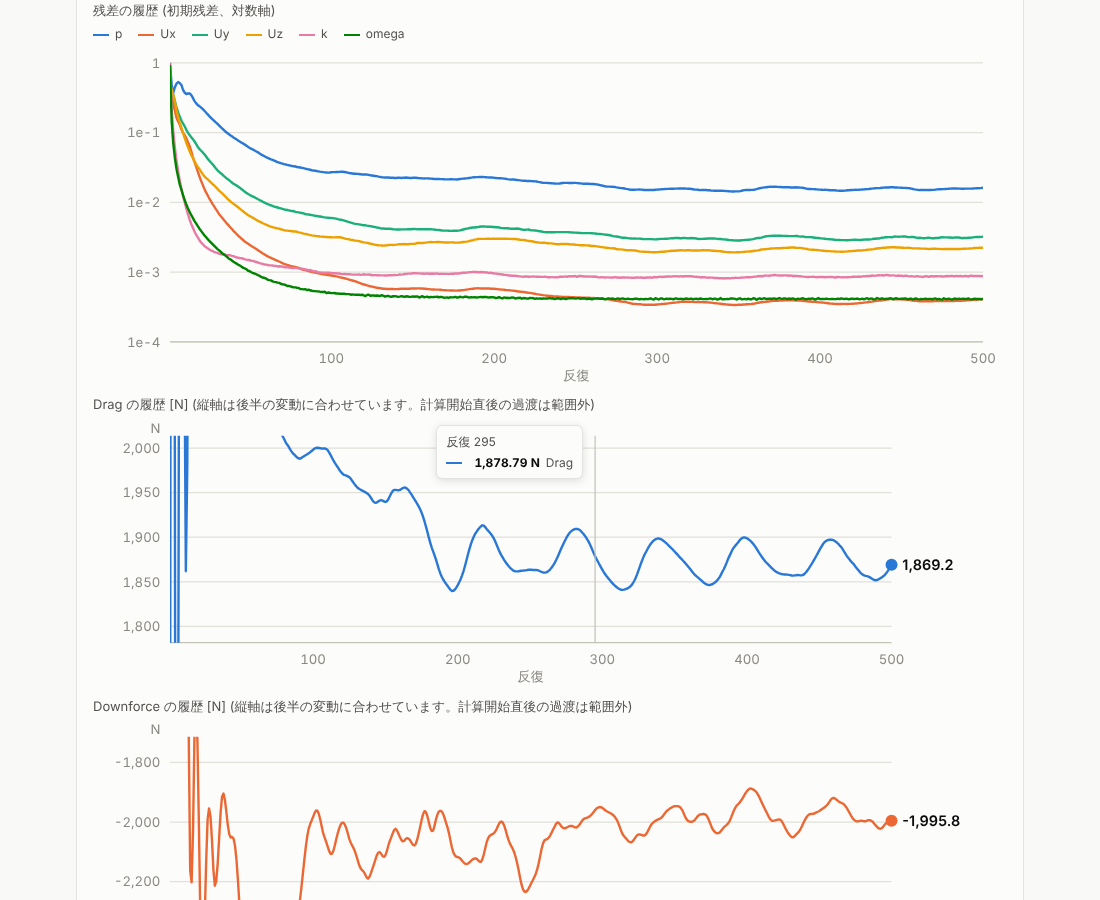 残差の履歴 (初期残差、対数軸)
p Ux Uy Uz k omega
1
1e-1
1e-2
1e-3
1e-4
100 200 300 400 500
反復
Drag の履歴 [N] (縦軸は後半の変動に合わせています。計算開始直後の過渡は範囲外)
N
反復 295
1,878.79 N Drag
2,000
1,950
1,900
1,850
1,800
1,869.2
100 200 300 400 500
反復
Downforce の履歴 [N] (縦軸は後半の変動に合わせています。計算開始直後の過渡は範囲外)
N
-1,800
-2,000
-2,200
-1,995.8